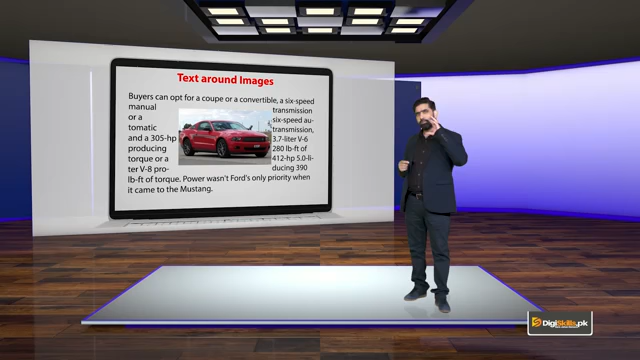 Text around Images
Buyers can opt for a coupe or a convertible, a six-speed
manual transmission
or a six-speed au-
tomatic transmission,
and a 305-hp 3.7-liter V-6
producing 280 lb-ft of
torque or a 412-hp 5.0-li-
ter V-8 pro- ducing 390
lb-ft of torque. Power wasn't Ford's only priority when
it came to the Mustang.
DigiSkills.pk